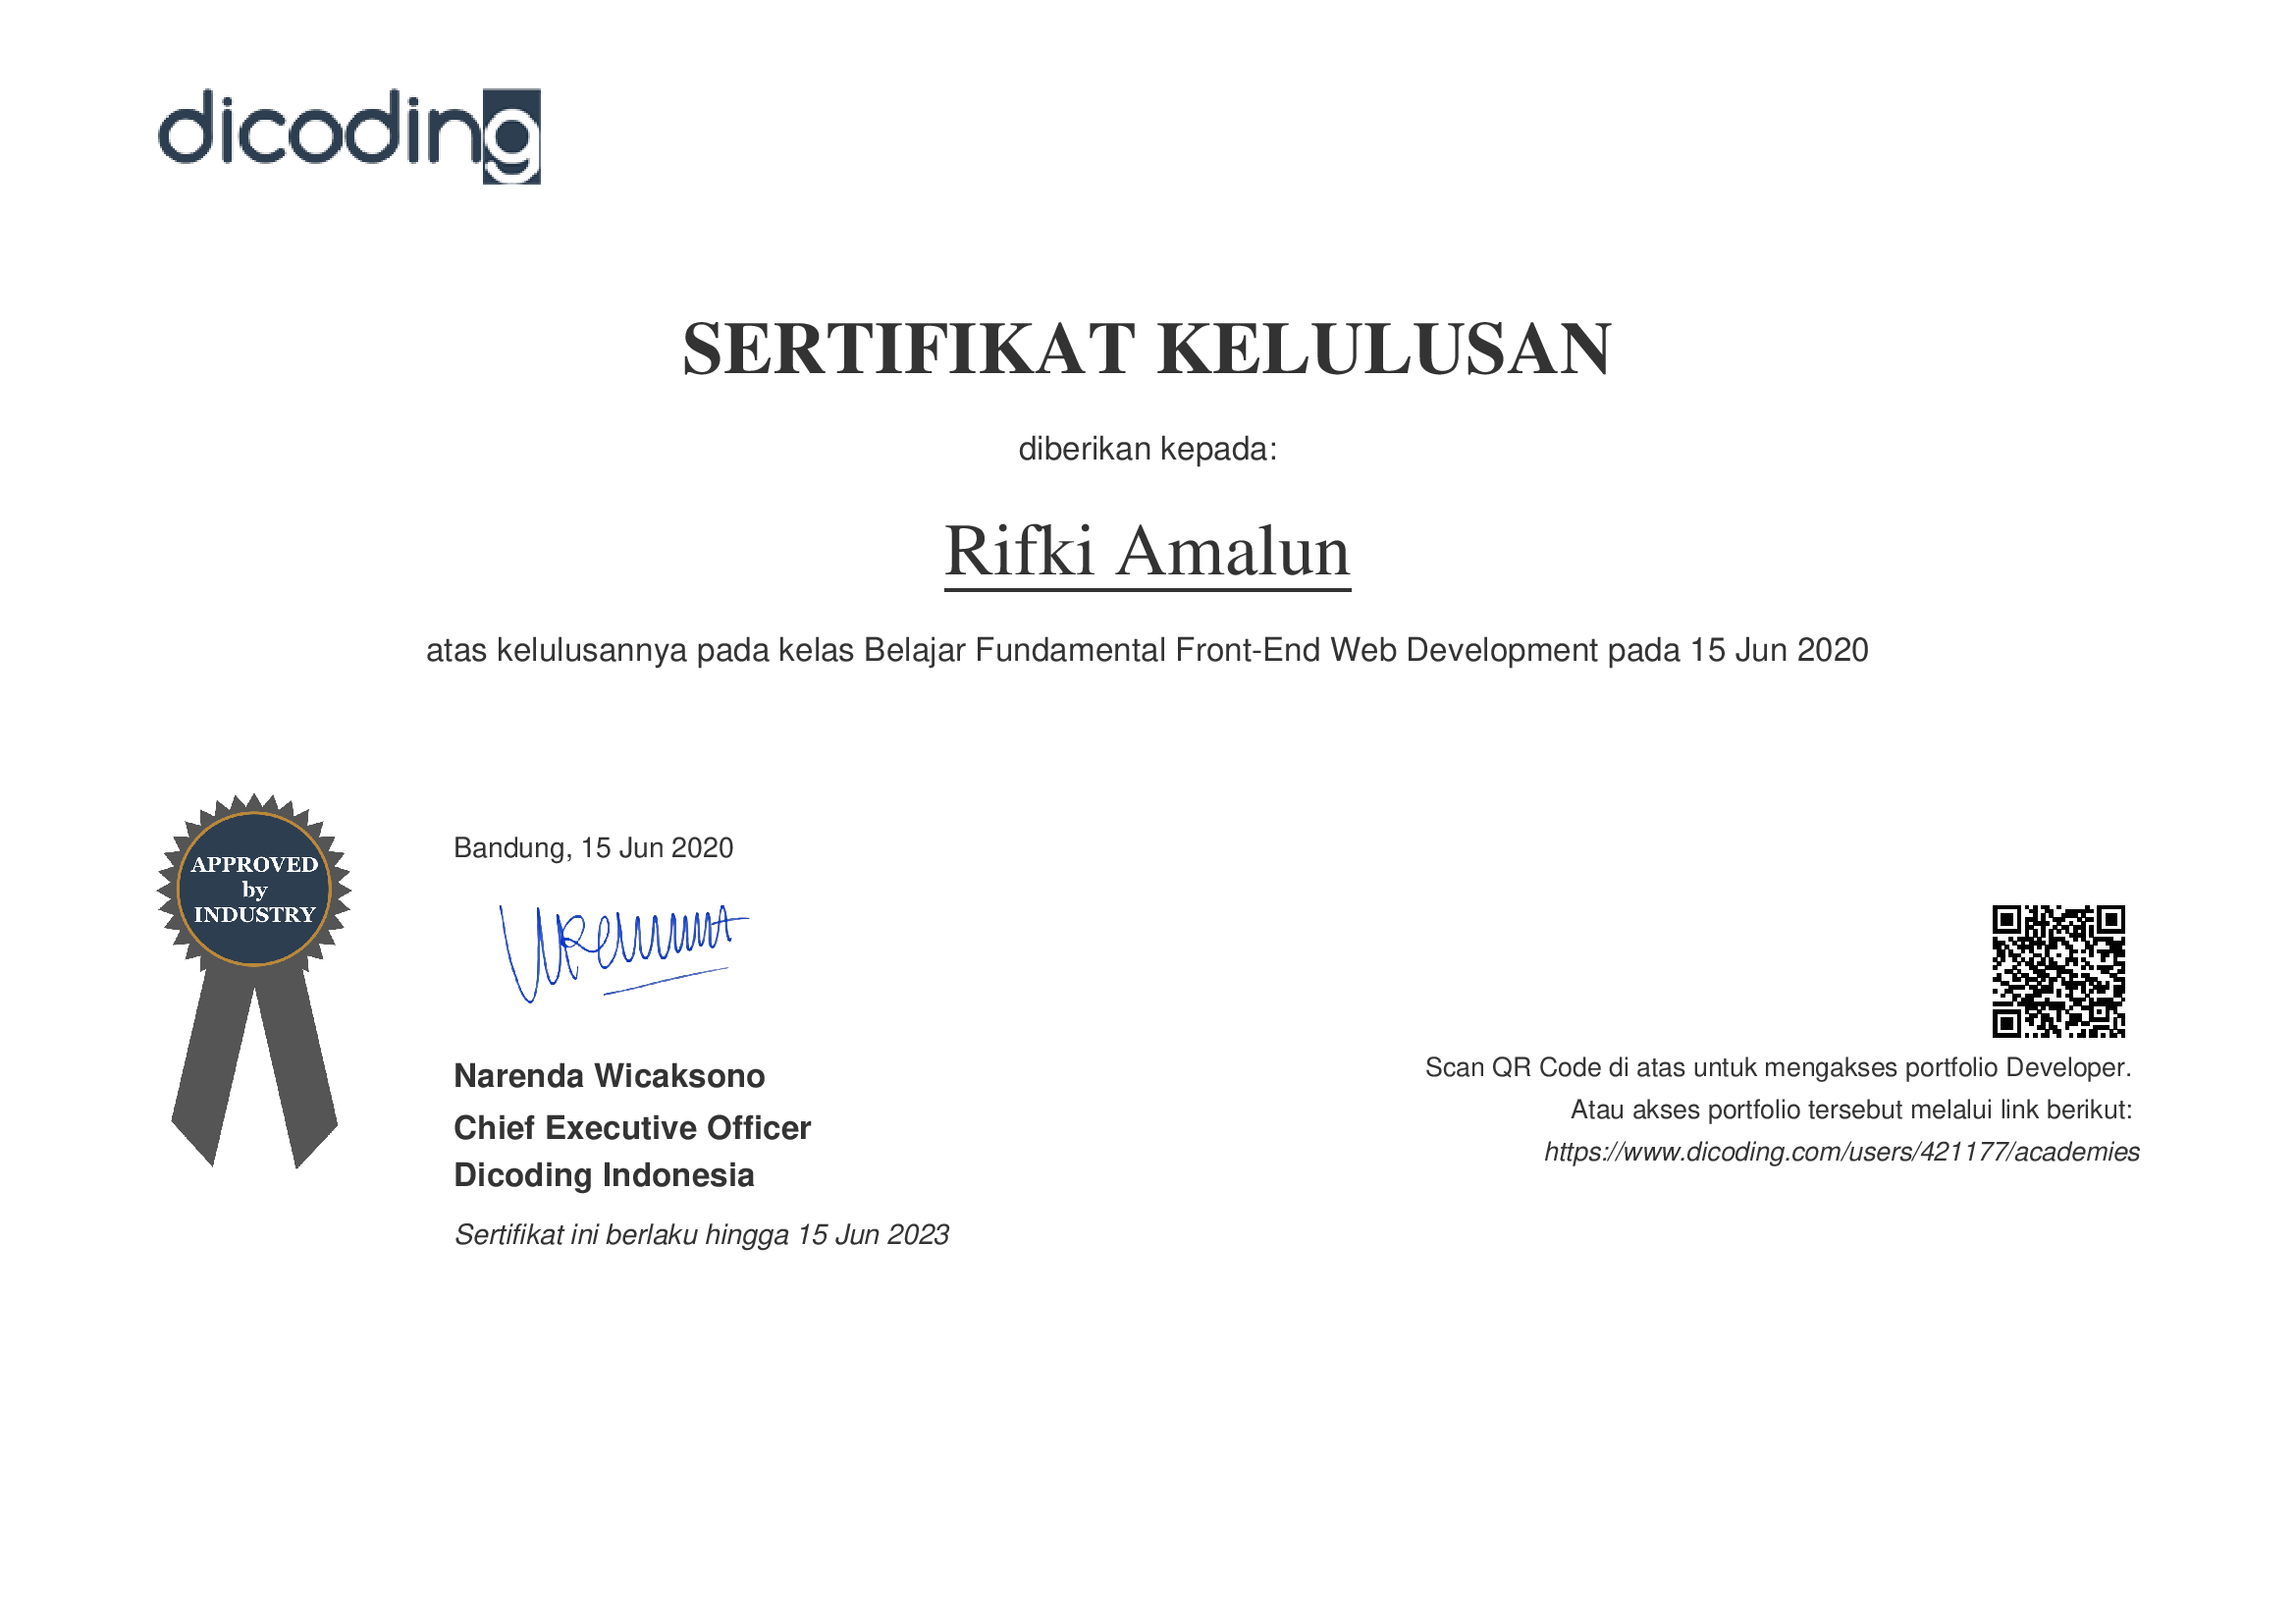 dicoding
SERTIFIKAT KELULUSAN
diberikan kepada:
Rifki Amalun
atas kelulusannya pada kelas Belajar Fundamental Front-End Web Development pada 15 Jun 2020
APPROVED
by
INDUSTRY
Bandung, 15 Jun 2020
Narenda Wicaksono
Chief Executive Officer
Dicoding Indonesia
Sertifikat ini berlaku hingga 15 Jun 2023
Scan QR Code di atas untuk mengakses portfolio Developer.
Atau akses portfolio tersebut melalui link berikut:
https://www.dicoding.com/users/421177/academies